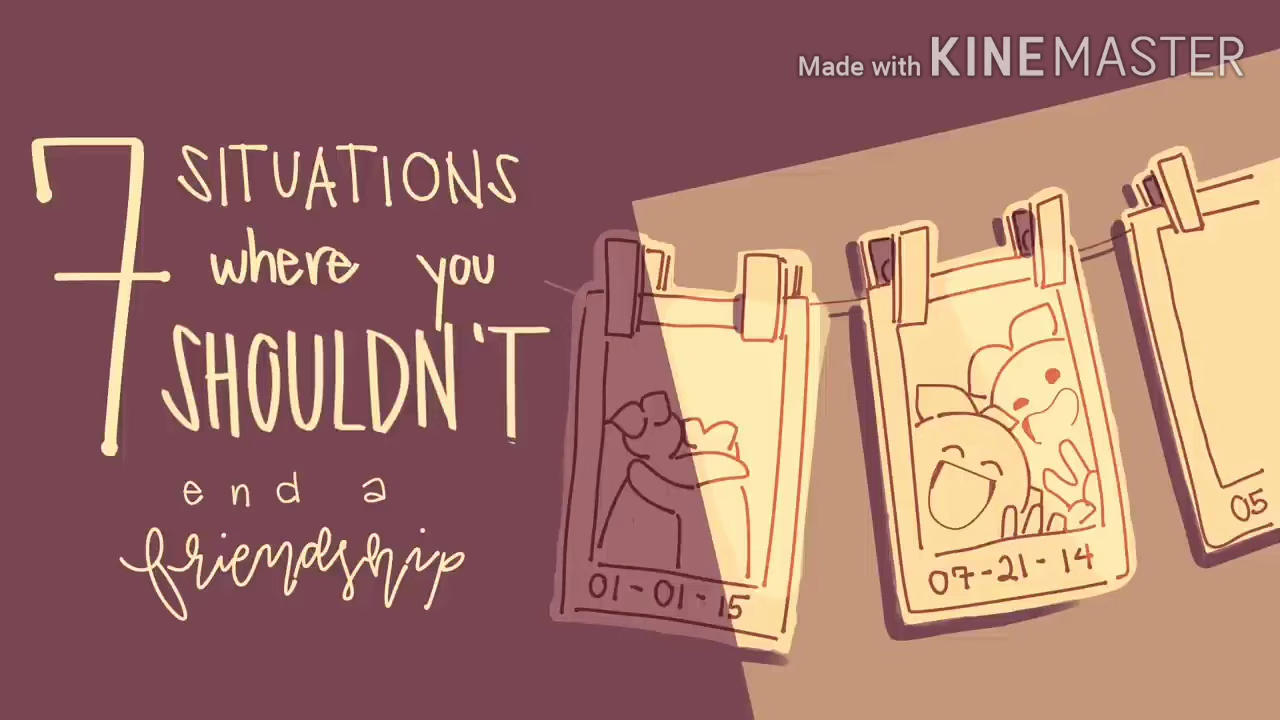 Made with KINEMASTER
7 SITUATIONS
where you
SHOULDN'T
end a
friendship
01-01-15
07-21-14
05